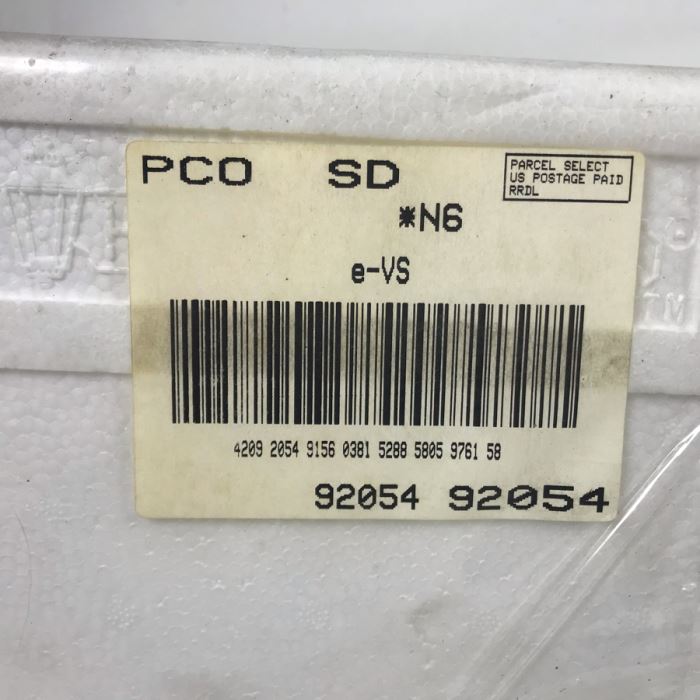 PCO SD
PARCEL SELECT
US POSTAGE PAID
RRDL
*N6
e-VS
4209 2054 9156 0381 5288 5805 9761 58
92054 92054